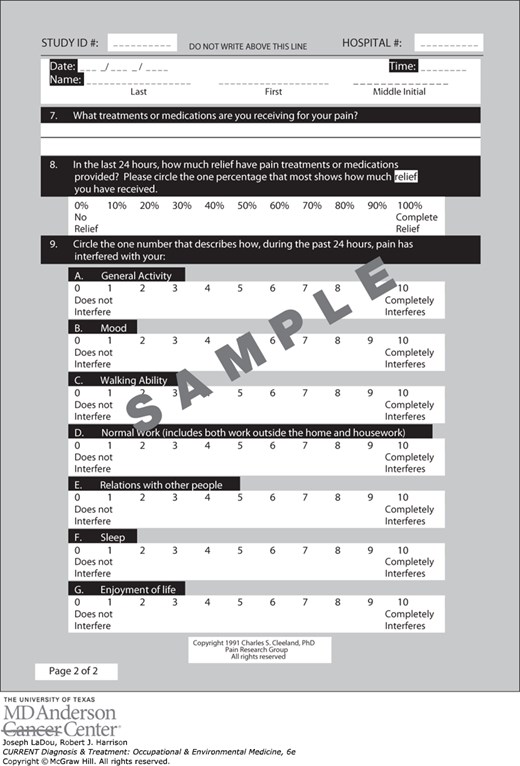 STUDY ID #: __________ DO NOT WRITE ABOVE THIS LINE HOSPITAL #: __________
Date: ___ /___ /____ Time: ________
Name: ____________________ ____________________ ____________________
Last First Middle Initial
7. What treatments or medications are you receiving for your pain?
8. In the last 24 hours, how much relief have pain treatments or medications
provided? Please circle the one percentage that most shows how much relief
you have received.
0% 10% 20% 30% 40% 50% 60% 70% 80% 90% 100%
No Complete
Relief Relief
9. Circle the one number that describes how, during the past 24 hours, pain has
interfered with your:
A. General Activity
0 1 2 3 4 5 6 7 8 10
Does not Completely
Interfere Interferes
B. Mood
0 1 2 3 4 5 6 7 8 9 10
Does not Completely
Interfere Interferes
C. Walking Ability
0 1 2 3 5 6 7 8 9 10
Does not Completely
Interfere Interferes
D. Normal Work (includes both work outside the home and housework)
0 1 2 3 4 5 6 7 8 9 10
Does not Completely
Interfere Interferes
E. Relations with other people
0 1 2 3 4 5 6 7 8 9 10
Does not Completely
Interfere Interferes
F. Sleep
0 1 2 3 4 5 6 7 8 9 10
Does not Completely
Interfere Interferes
G. Enjoyment of life
0 1 2 3 4 5 6 7 8 9 10
Does not Completely
Interfere Interferes
SAMPLE
Copyright 1991 Charles S. Cleeland, PhD
Pain Research Group
All rights reserved
Page 2 of 2
THE UNIVERSITY OF TEXAS
MD Anderson
Cancer Center
Joseph LaDou, Robert J. Harrison
CURRENT Diagnosis & Treatment: Occupational & Environmental Medicine, 6e
Copyright © McGraw Hill. All rights reserved.